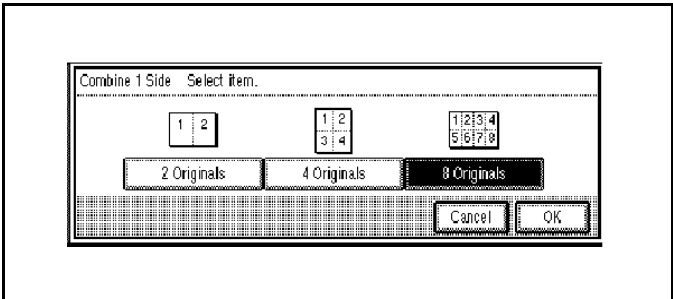 Combine 1 Side Select item.
1 2
1 2
3 4
1 2 3 4
5 6 7 8
2 Originals
4 Originals
8 Originals
Cancel
OK